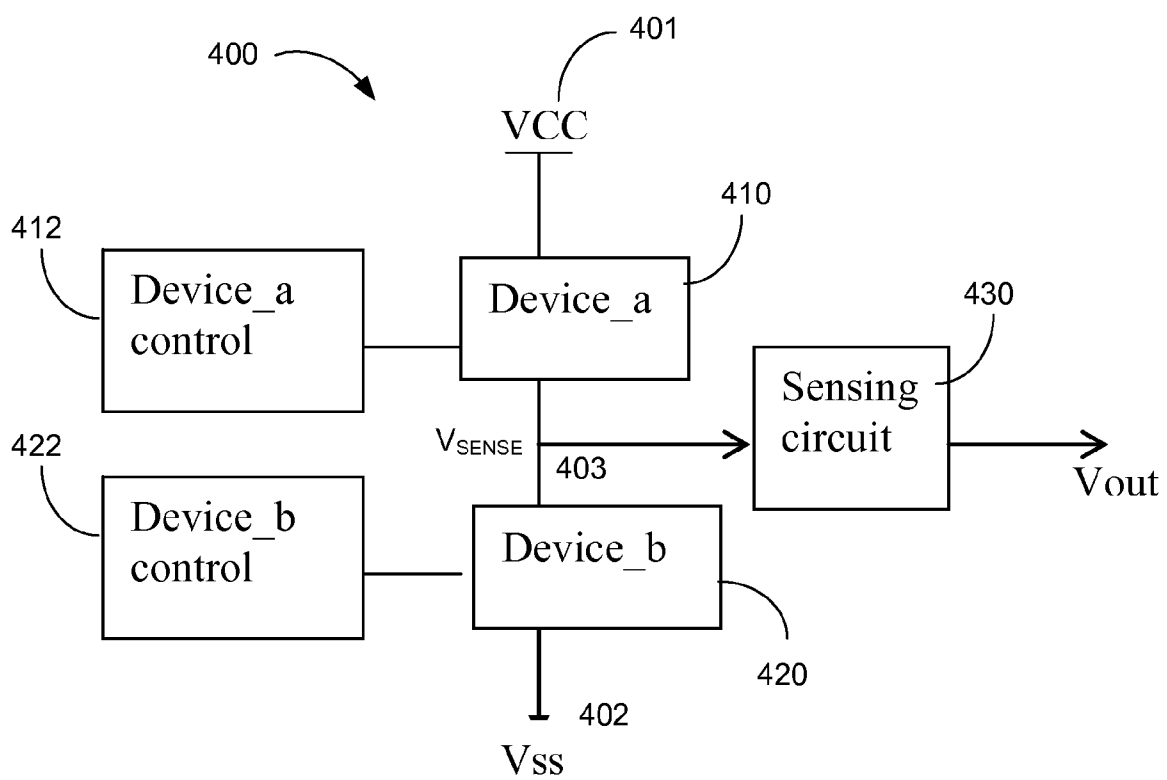 400
401
VCC
410
412
Device_a
control
Device_a
430
Sensing
circuit
422
VSENSE
403
Vout
Device_b
control
Device_b
420
402
Vss